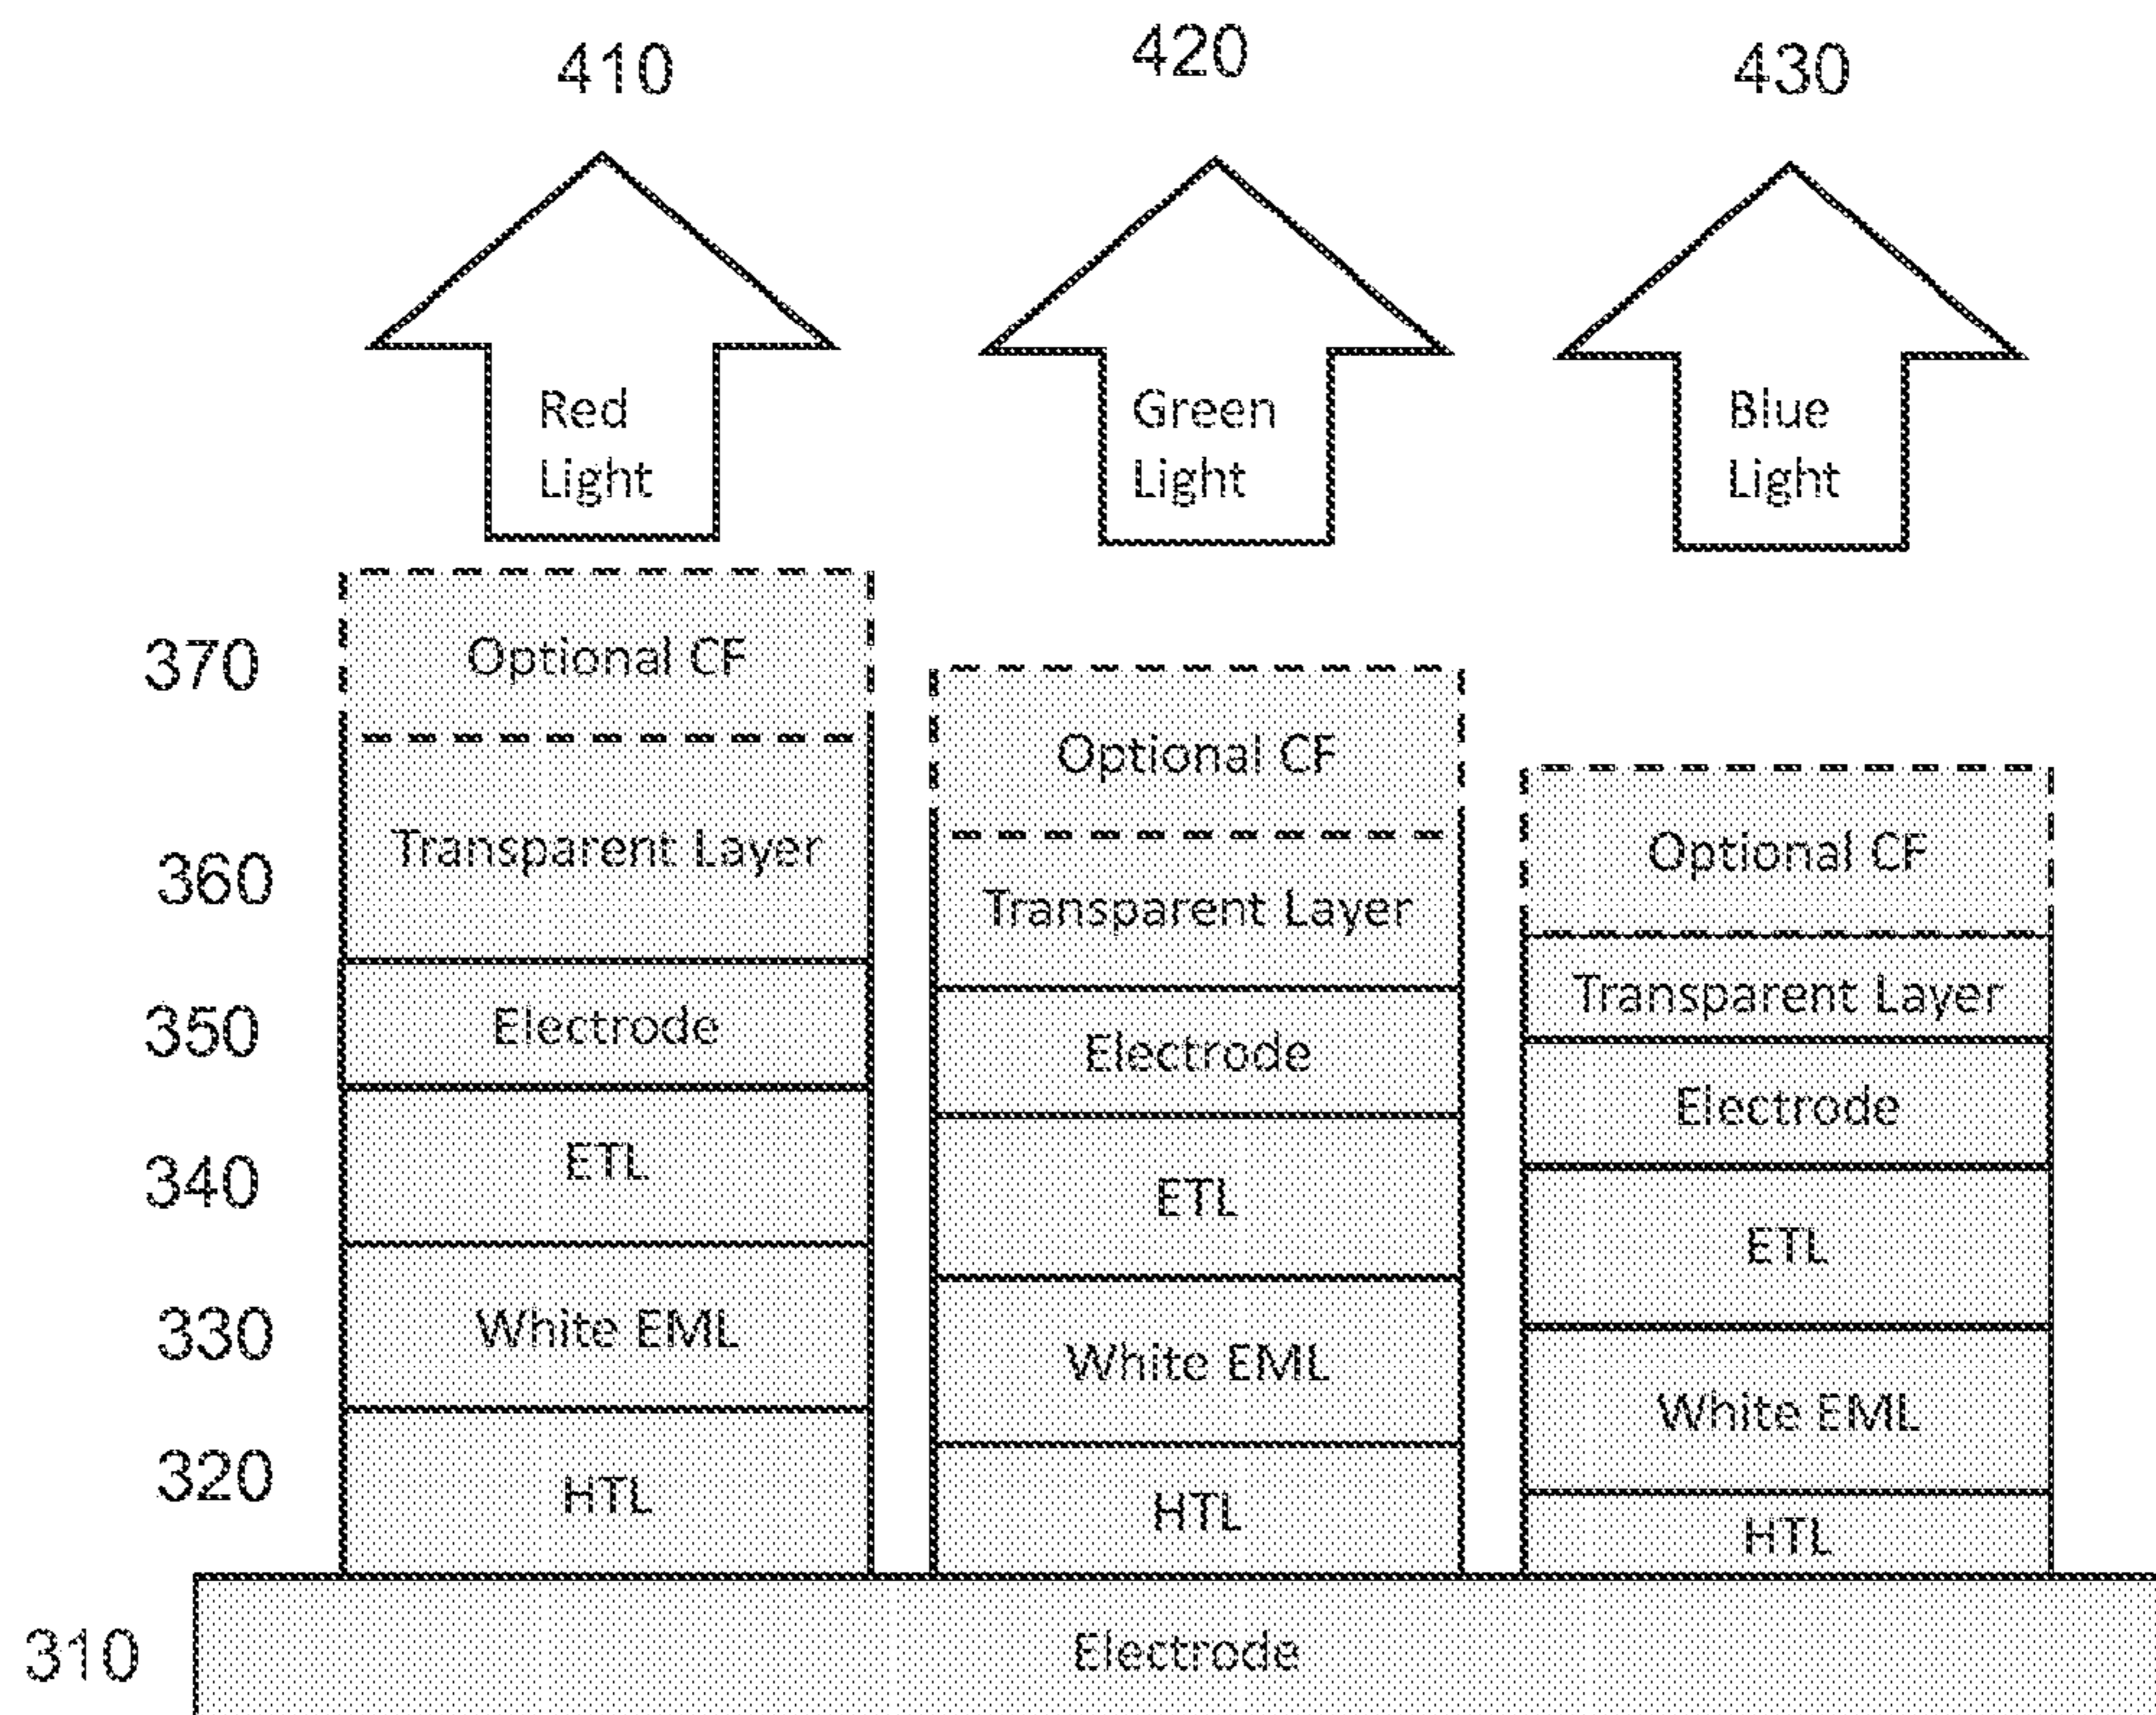 410
420
430
Red
Light
Green
Light
Blue
Light
370
Optional CF
Optional CF
Optional CF
360
Transparent Layer
Transparent Layer
Transparent Layer
350
Electrode
Electrode
Electrode
340
ETL
ETL
ETL
330
White EML
White EML
White EML
320
HTL
HTL
HTL
310
Electrode